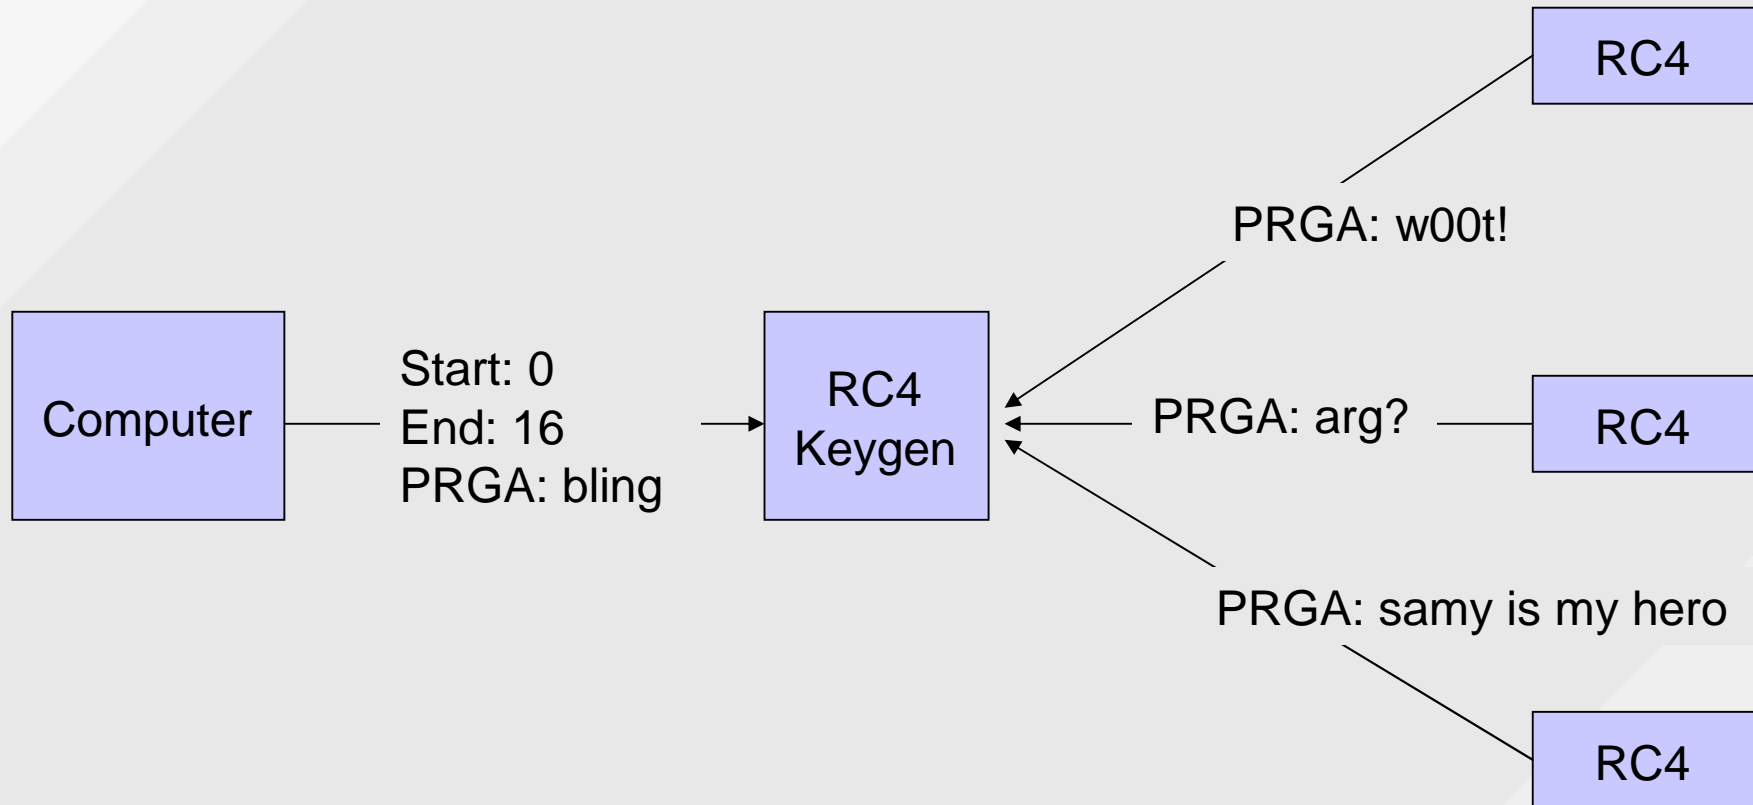 RC4
PRGA: w00t!
Computer
Start: 0
End: 16
PRGA: bling
RC4
Keygen
PRGA: arg?
RC4
PRGA: samy is my hero
RC4